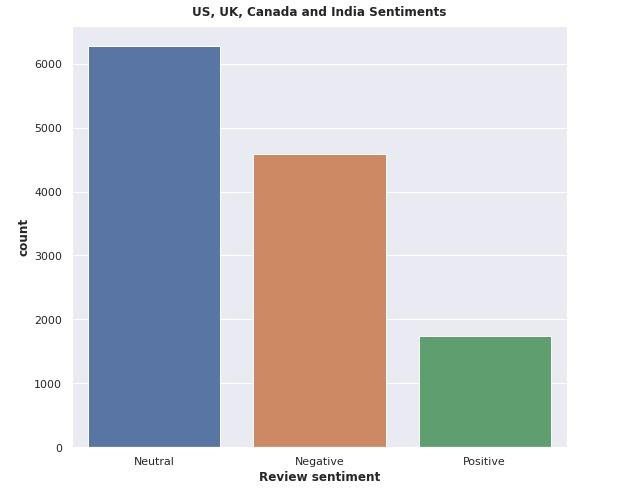 US, UK, Canada and India Sentiments
6000
5000
4000
3000
2000
1000
0
count
Neutral
Negative
Positive
Review sentiment